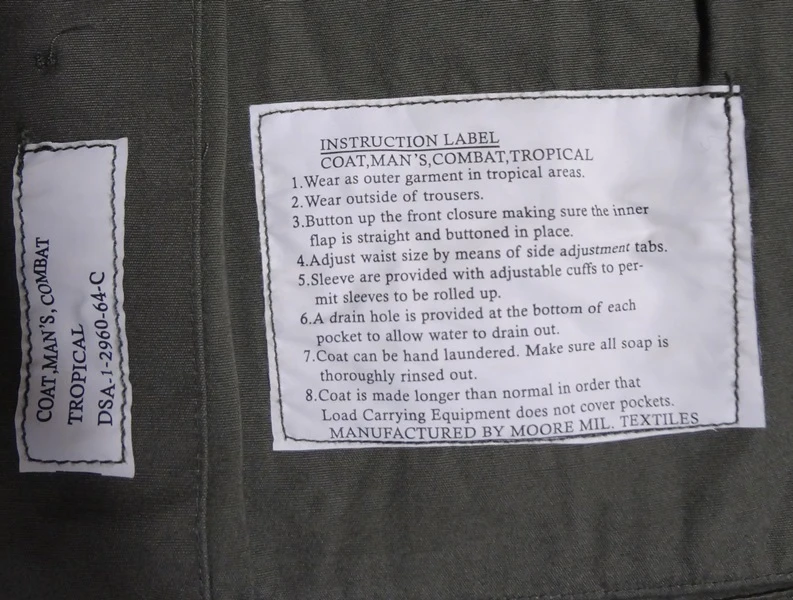 COAT,MAN'S, COMBAT
TROPICAL
DSA-1-2960-64-C
INSTRUCTION LABEL
COAT,MAN'S,COMBAT,TROPICAL
1.Wear as outer garment in tropical areas.
2.Wear outside of trousers.
3.Button up the front closure making sure the inner
flap is straight and buttoned in place.
4.Adjust waist size by means of side adjustment tabs.
5.Sleeve are provided with adjustable cuffs to per-
mit sleeves to be rolled up.
6.A drain hole is provided at the bottom of each
pocket to allow water to drain out.
7.Coat can be hand laundered. Make sure all soap is
thoroughly rinsed out.
8.Coat is made longer than normal in order that
Load Carrying Equipment does not cover pockets.
MANUFACTURED BY MOORE MIL. TEXTILES